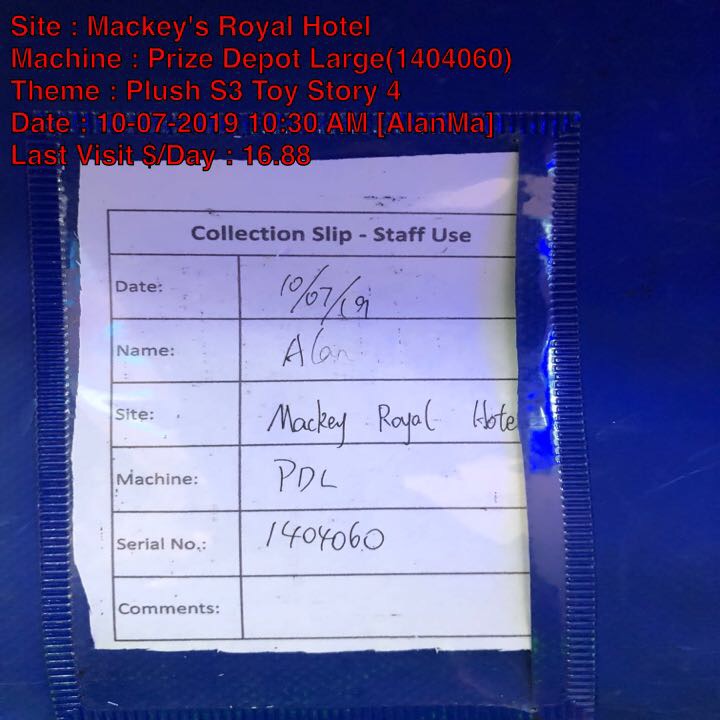 Site : Mackey's Royal Hotel
Machine : Prize Depot Large(1404060)
Theme : Plush S3 Toy Story 4
Date : 10-07-2019 10:30 AM [AlanMa]
Last Visit $/Day : 16.88
Collection Slip - Staff Use
Date: 10/07/19
Name: Alan
Site: Mackey Royal Hote
Machine: PDL
Serial No.: 1404060
Comments: